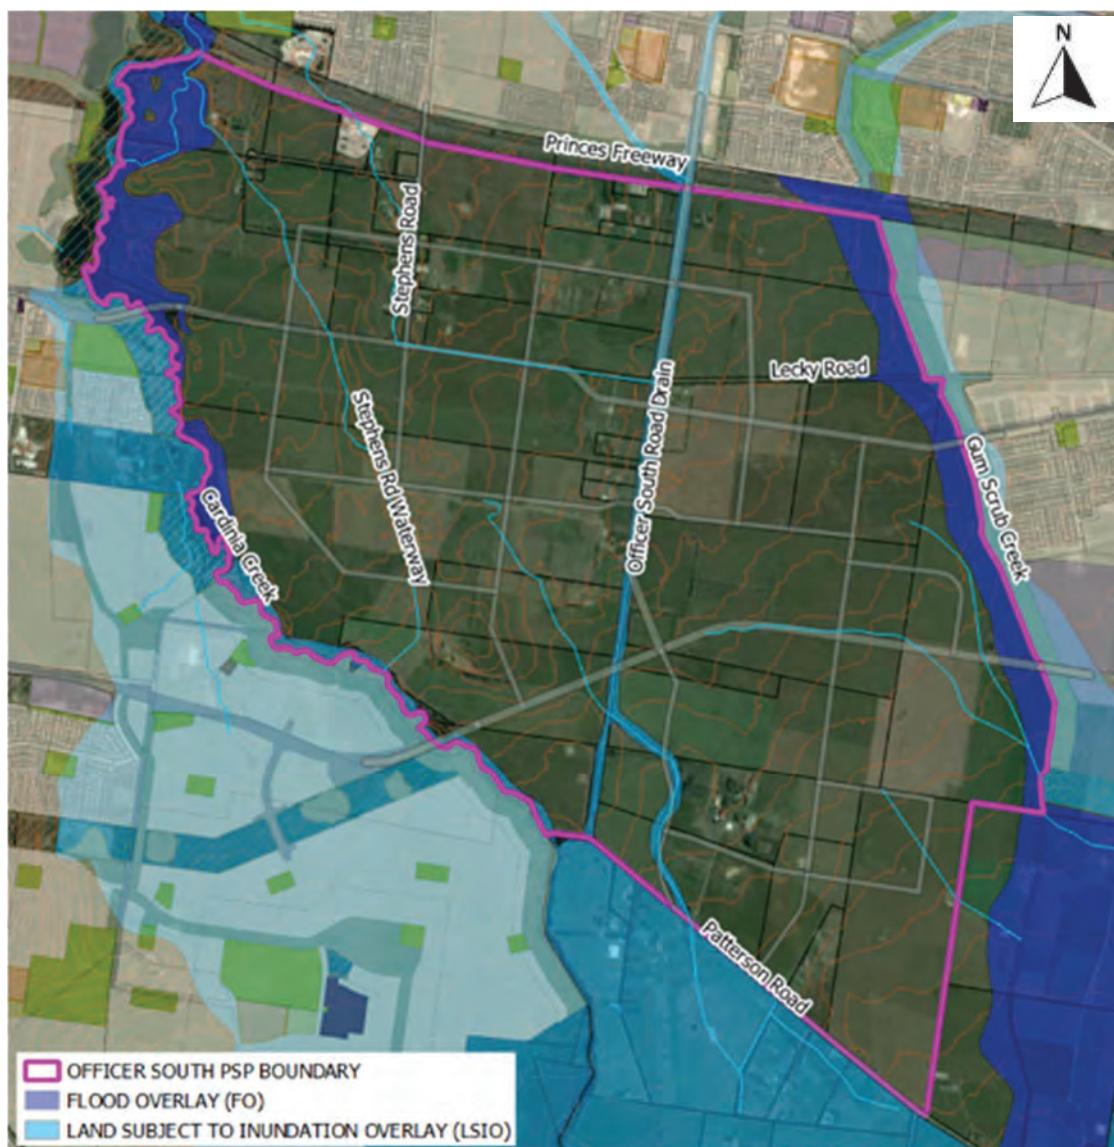 N
Princes Freeway
Stephens Road
Lecky Road
Officer South Road Drain
Stephens Rd Waterway
Gum Scrub Creek
Cardinia Creek
Patterson Road
OFFICER SOUTH PSP BOUNDARY
FLOOD OVERLAY (FO)
LAND SUBJECT TO INUNDATION OVERLAY (LSIO)